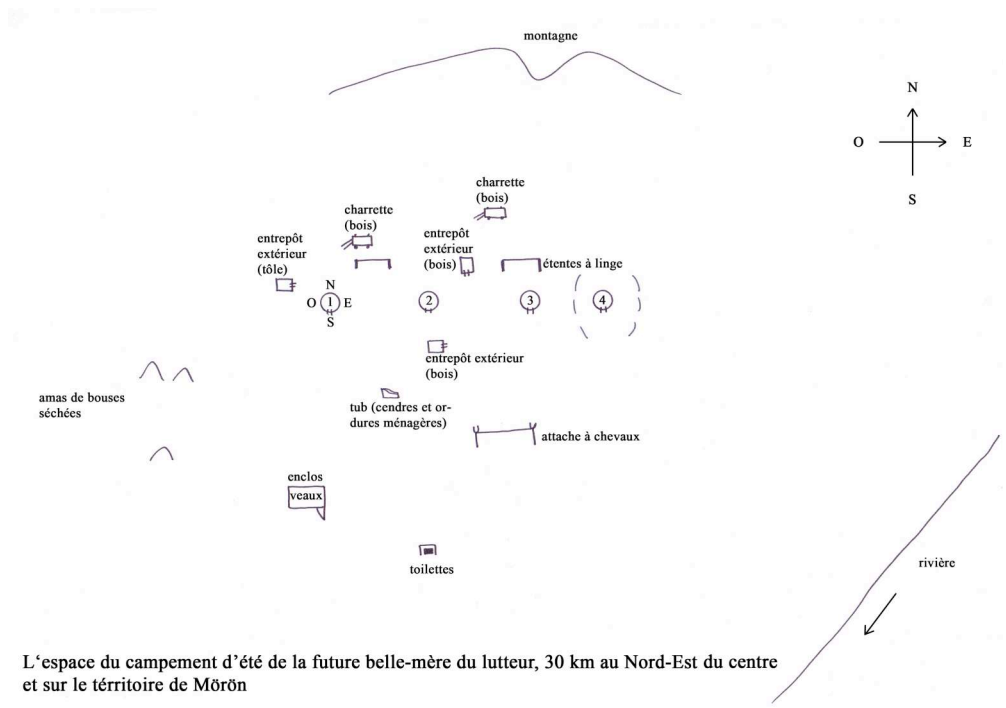 montagne
N
O
E
S
charrette
(bois)
charrette
(bois)
entrepôt
extérieur
(tôle)
entrepôt
extérieur
(bois)
étentes à linge
N
O
1
E
S
2
3
4
entrepôt extérieur
(bois)
amas de bouses
séchées
tub (cendres et or-
dures ménagères)
attache à chevaux
enclos
veaux
toilettes
rivière
L‘espace du campement d’été de la future belle-mère du lutteur, 30 km au Nord-Est du centre
et sur le térritoire de Mörön